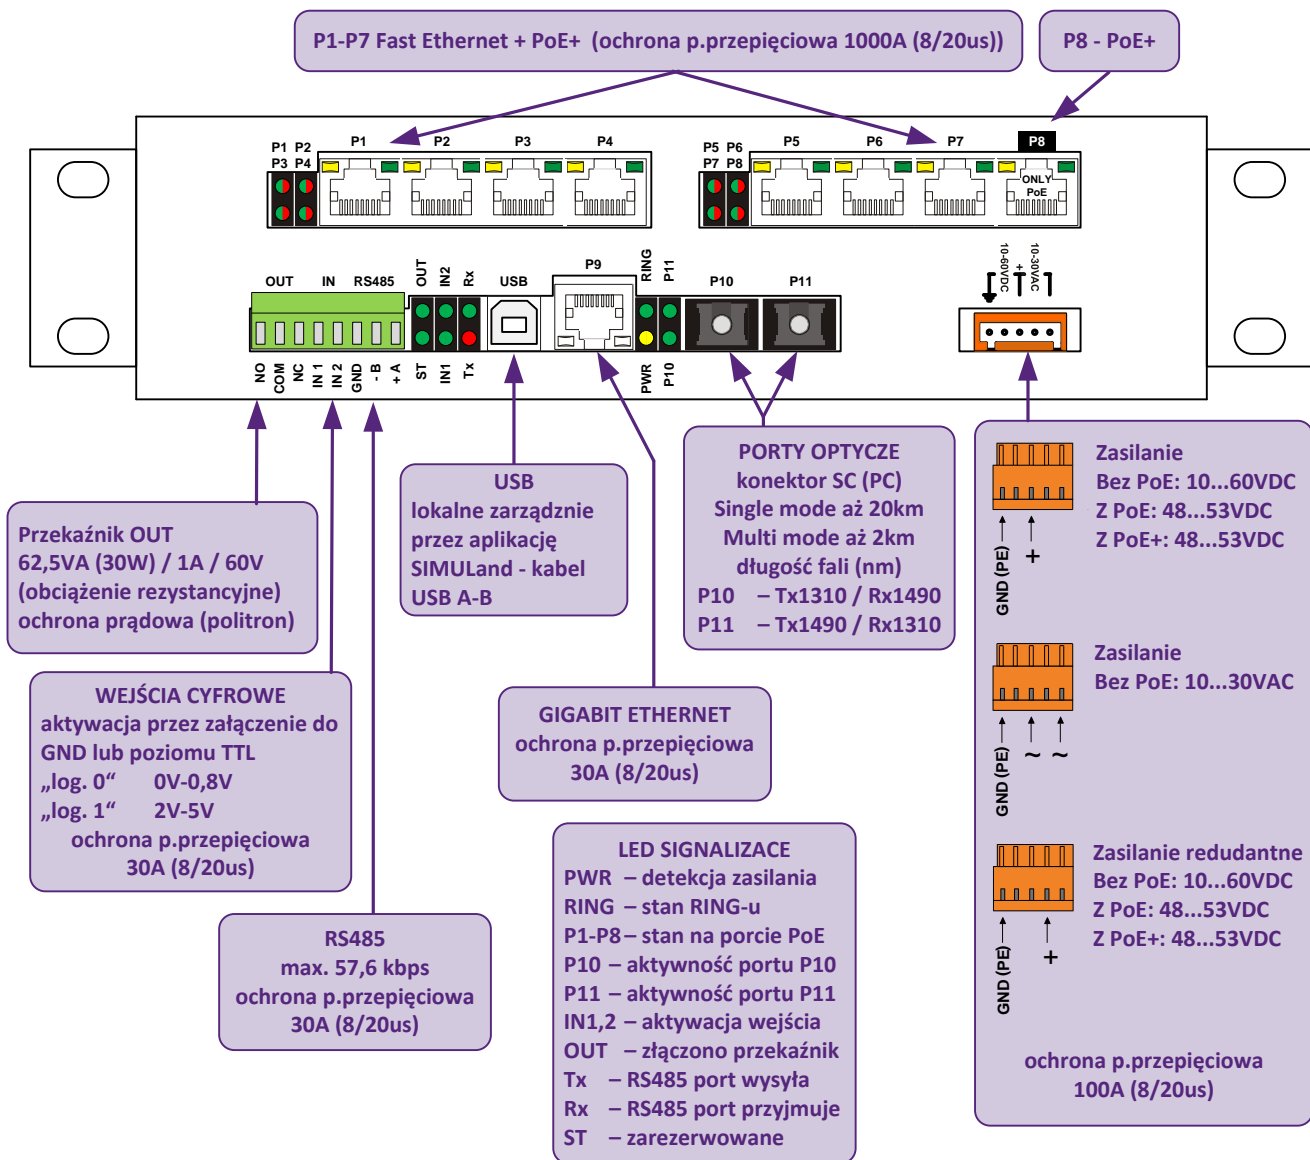 P1-P7 Fast Ethernet + PoE+ (ochrona p.przepięciowa 1000A (8/20us))
P8 - PoE+
P1 P2
P3 P4
P1
P2
P3
P4
P5 P6
P7 P8
P5
P6
P7
P8
ONLY
PoE
OUT
IN
RS485
OUT
IN2
Rx
USB
P9
RING
P11
P10
P11
10-60VDC
+
10-30VAC
NO
COM
NC
IN 1
IN 2
GND
- B
+ A
ST
IN1
Tx
PWR
P10
Przekaźnik OUT
62,5VA (30W) / 1A / 60V
(obciążenie rezystancyjne)
ochrona prądowa (politron)
WEJŚCIA CYFROWE
aktywacja przez załączenie do
GND lub poziomu TTL
„log. 0“ 0V-0,8V
„log. 1“ 2V-5V
ochrona p.przepięciowa
30A (8/20us)
RS485
max. 57,6 kbps
ochrona p.przepięciowa
30A (8/20us)
USB
lokalne zarządznie
przez aplikację
SIMULand - kabel
USB A-B
GIGABIT ETHERNET
ochrona p.przepięciowa
30A (8/20us)
PORTY OPTYCZE
konektor SC (PC)
Single mode aż 20km
Multi mode aż 2km
długość fali (nm)
P10 – Tx1310 / Rx1490
P11 – Tx1490 / Rx1310
LED SIGNALIZACE
PWR – detekcja zasilania
RING – stan RING-u
P1-P8 – stan na porcie PoE
P10 – aktywność portu P10
P11 – aktywność portu P11
IN1,2 – aktywacja wejścia
OUT – złączono przekaźnik
Tx – RS485 port wysyła
Rx – RS485 port przyjmuje
ST – zarezerwowane
Zasilanie
Bez PoE: 10...60VDC
Z PoE: 48...53VDC
Z PoE+: 48...53VDC
GND (PE)
+
Zasilanie
Bez PoE: 10...30VAC
GND (PE)
~
~
Zasilanie redudantne
Bez PoE: 10...60VDC
Z PoE: 48...53VDC
Z PoE+: 48...53VDC
GND (PE)
+
ochrona p.przepięciowa
100A (8/20us)